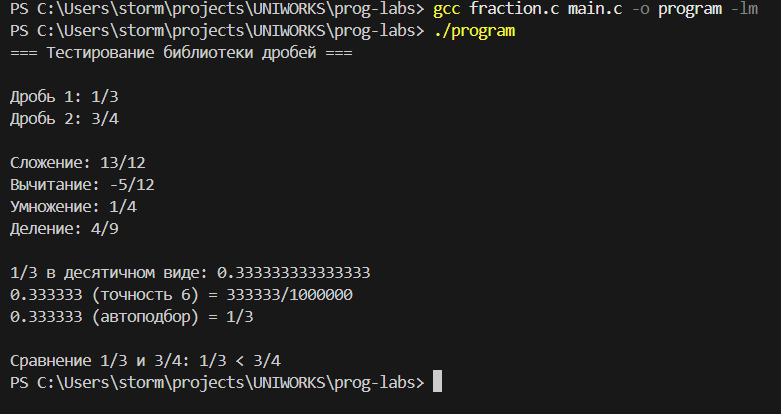 PS C:\Users\storm\projects\UNIWORKS\prog-labs> gcc fraction.c main.c -o program -lm
PS C:\Users\storm\projects\UNIWORKS\prog-labs> ./program
=== Тестирование библиотеки дробей ===
Дробь 1: 1/3
Дробь 2: 3/4
Сложение: 13/12
Вычитание: -5/12
Умножение: 1/4
Деление: 4/9
1/3 в десятичном виде: 0.333333333333333
0.333333 (точность 6) = 333333/1000000
0.333333 (автоподбор) = 1/3
Сравнение 1/3 и 3/4: 1/3 < 3/4
PS C:\Users\storm\projects\UNIWORKS\prog-labs>